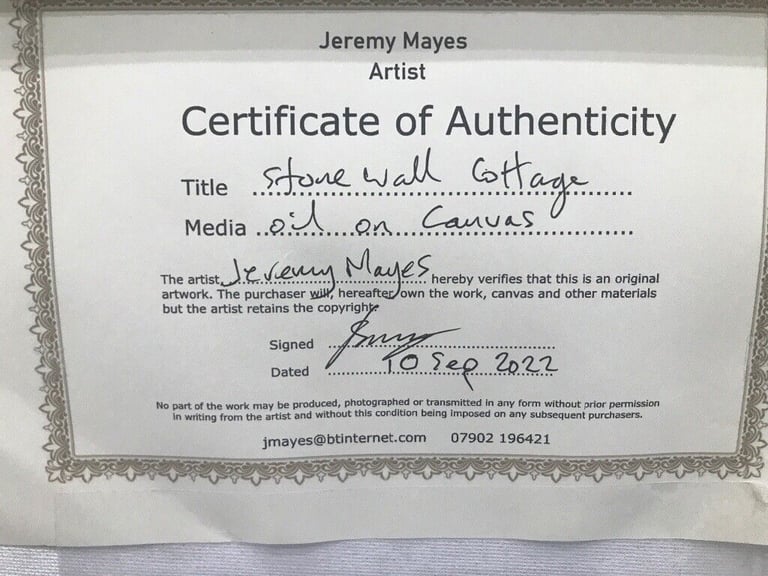 Jeremy Mayes
Artist
Certificate of Authenticity
Title Stone wall Cottage
Media oil on Canvas
The artist Jeremy Mayes hereby verifies that this is an original
artwork. The purchaser will, hereafter, own the work, canvas and other materials
but the artist retains the copyright.
Signed
Dated 10 Sep 2022
No part of the work may be produced, photographed or transmitted in any form without prior permission
in writing from the artist and without this condition being imposed on any subsequent purchasers.
jmayes@btinternet.com 07902 196421